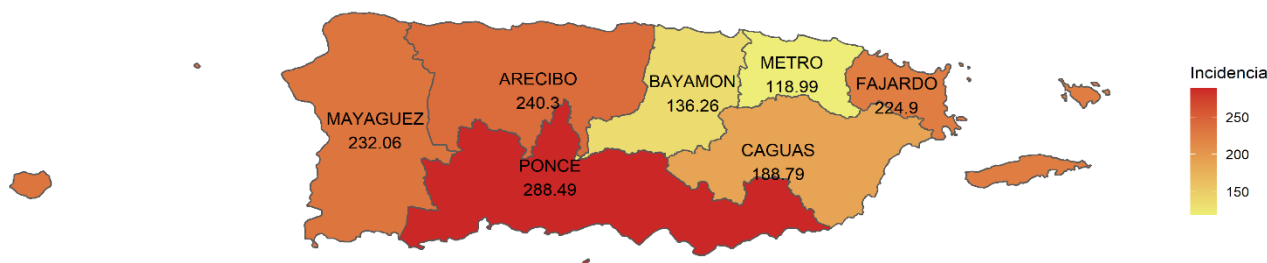 MAYAGUEZ
232.06
ARECIBO
240.3
PONCE
288.49
BAYAMON
136.26
METRO
118.99
CAGUAS
188.79
FAJARDO
224.9
Incidencia
250
200
150